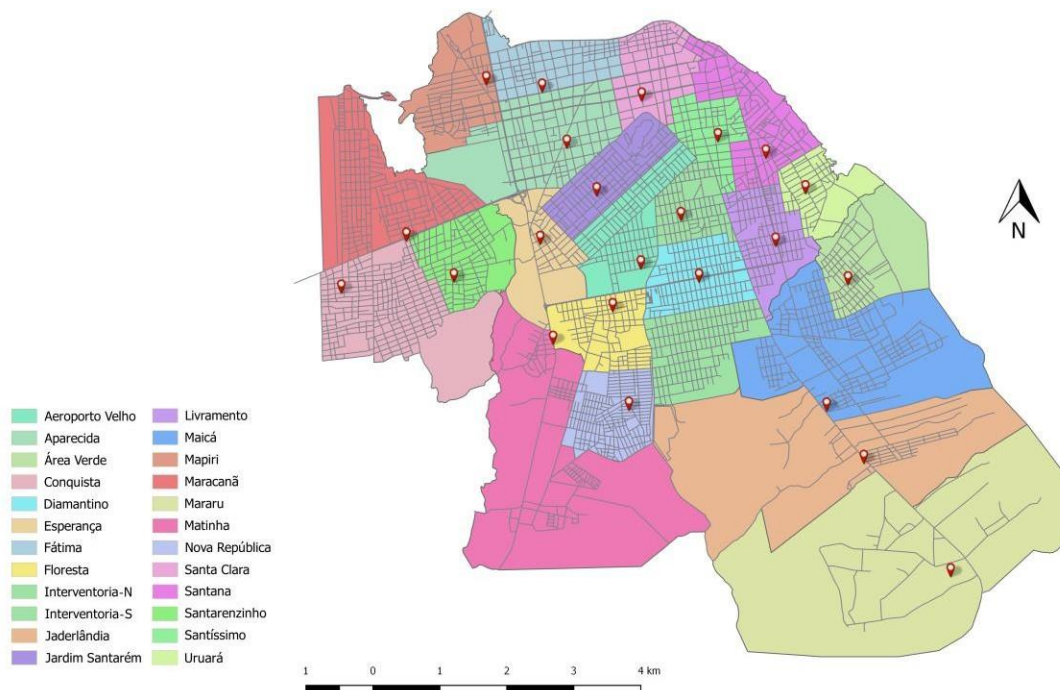 N
Aeroporto Velho
Aparecida
Área Verde
Conquista
Diamantino
Esperança
Fátima
Floresta
Interventoria-N
Interventoria-S
Jaderlândia
Jardim Santarém
Livramento
Maicá
Mapiri
Maracanã
Mararu
Matinha
Nova República
Santa Clara
Santana
Santarenzinho
Santíssimo
Uruará
1 0 1 2 3 4 km